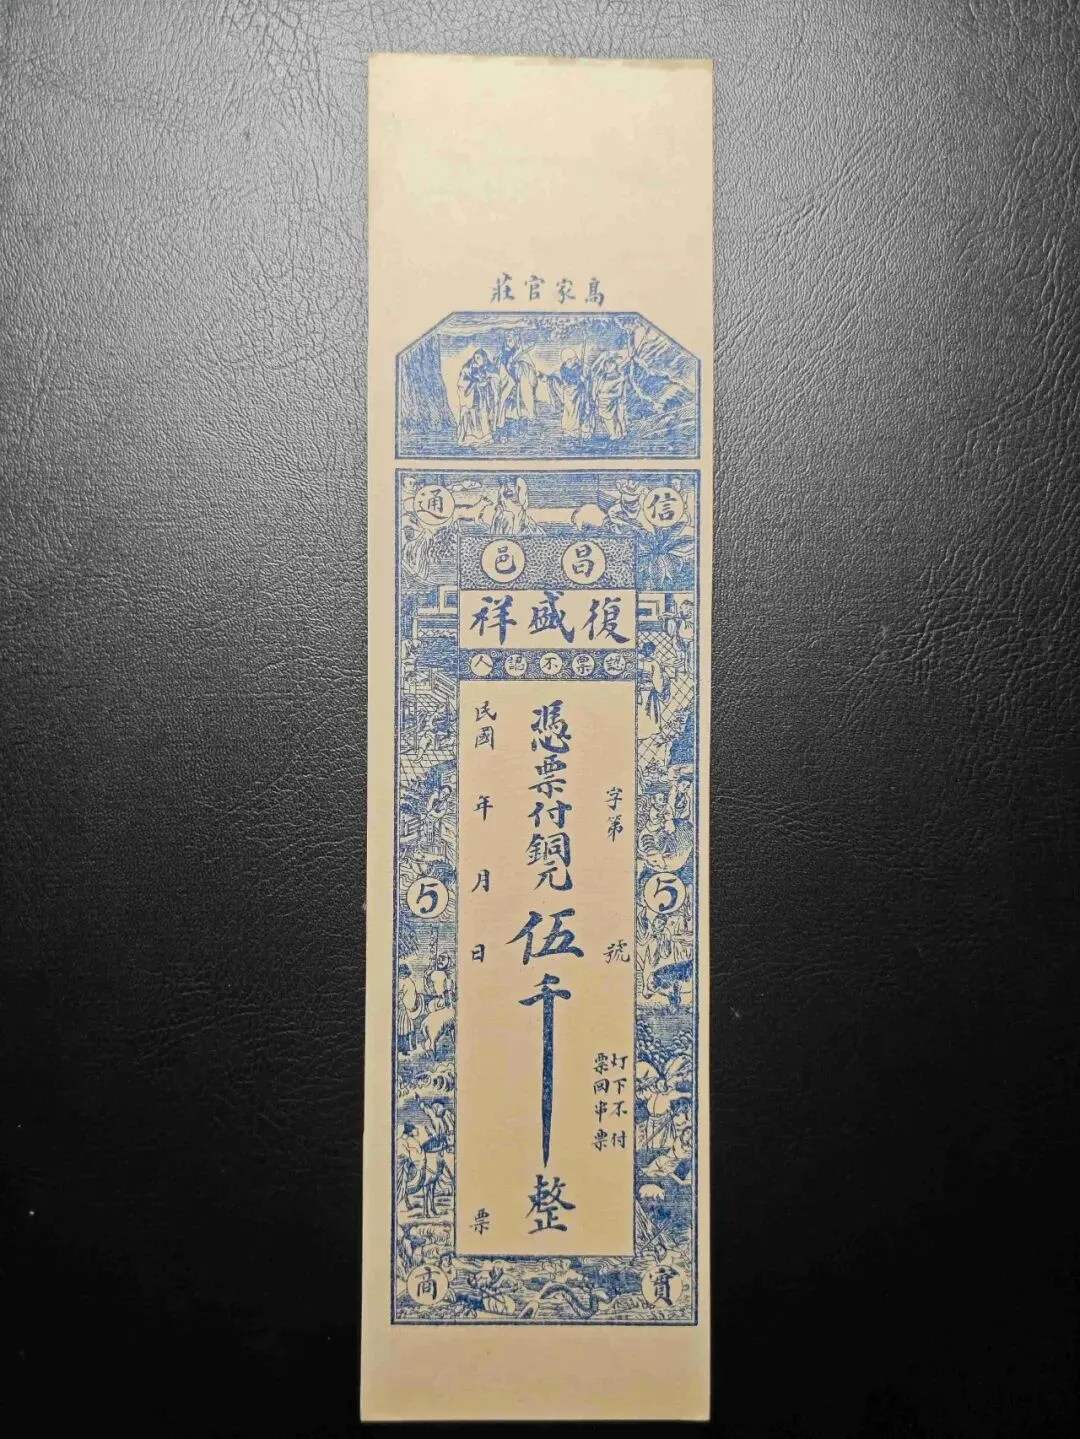 高家官莊
信通
昌邑
復盛祥
認票不認人
字第 號
灯下不付
票回串票
憑票付銅元伍千整
民國 年 月 日 票
5 5
實商